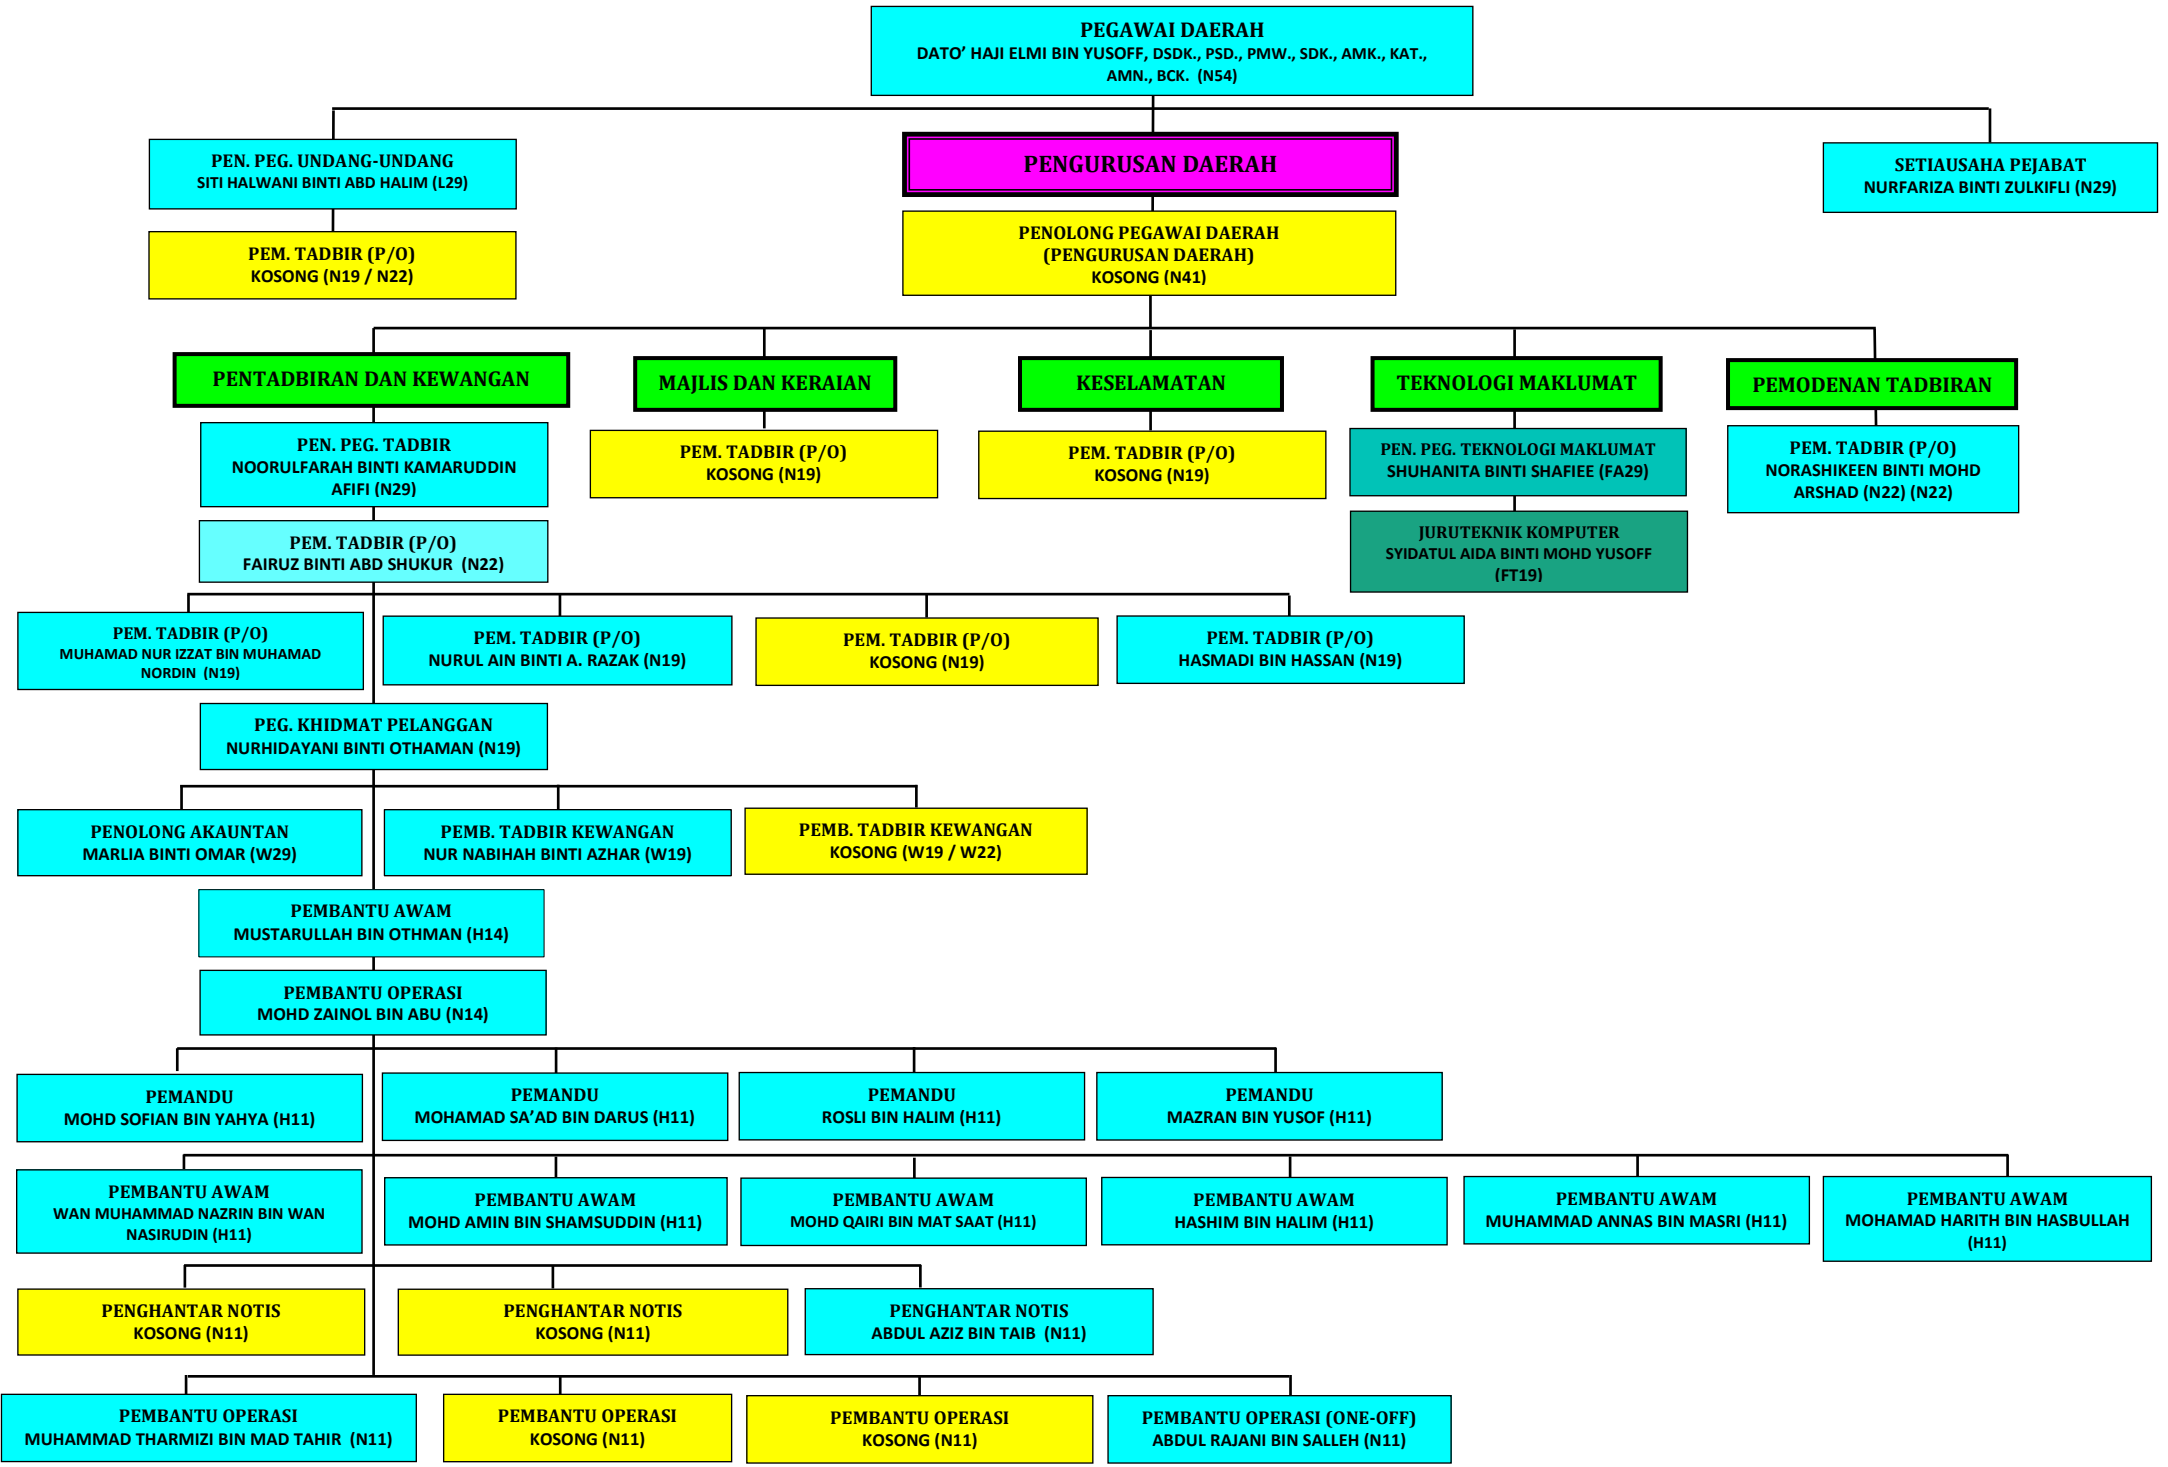 PEGAWAI DAERAH
DATO’ HAJI ELMI BIN YUSOFF, DSDK., PSD., PMW., SDK., AMK., KAT.,
AMN., BCK. (N54)
PEN. PEG. UNDANG-UNDANG
SITI HALWANI BINTI ABD HALIM (L29)
PENGURUSAN DAERAH
SETIAUSAHA PEJABAT
NURFARIZA BINTI ZULKIFLI (N29)
PEM. TADBIR (P/O)
KOSONG (N19 / N22)
PENOLONG PEGAWAI DAERAH
(PENGURUSAN DAERAH)
KOSONG (N41)
PENTADBIRAN DAN KEWANGAN
MAJLIS DAN KERAIAN
KESELAMATAN
TEKNOLOGI MAKLUMAT
PEMODENAN TADBIRAN
PEN. PEG. TADBIR
NOORULFARAH BINTI KAMARUDDIN
AFIFI (N29)
PEM. TADBIR (P/O)
KOSONG (N19)
PEM. TADBIR (P/O)
KOSONG (N19)
PEN. PEG. TEKNOLOGI MAKLUMAT
SHUHANITA BINTI SHAFIEE (FA29)
PEM. TADBIR (P/O)
NORASHIKEEN BINTI MOHD
ARSHAD (N22) (N22)
PEM. TADBIR (P/O)
FAIRUZ BINTI ABD SHUKUR (N22)
JURUTEKNIK KOMPUTER
SYIDATUL AIDA BINTI MOHD YUSOFF
(FT19)
PEM. TADBIR (P/O)
MUHAMAD NUR IZZAT BIN MUHAMAD
NORDIN (N19)
PEM. TADBIR (P/O)
NURUL AIN BINTI A. RAZAK (N19)
PEM. TADBIR (P/O)
KOSONG (N19)
PEM. TADBIR (P/O)
HASMADI BIN HASSAN (N19)
PEG. KHIDMAT PELANGGAN
NURHIDAYANI BINTI OTHAMAN (N19)
PENOLONG AKAUNTAN
MARLIA BINTI OMAR (W29)
PEMB. TADBIR KEWANGAN
NUR NABIHAH BINTI AZHAR (W19)
PEMB. TADBIR KEWANGAN
KOSONG (W19 / W22)
PEMBANTU AWAM
MUSTARULLAH BIN OTHMAN (H14)
PEMBANTU OPERASI
MOHD ZAINOL BIN ABU (N14)
PEMANDU
MOHD SOFIAN BIN YAHYA (H11)
PEMANDU
MOHAMAD SA’AD BIN DARUS (H11)
PEMANDU
ROSLI BIN HALIM (H11)
PEMANDU
MAZRAN BIN YUSOF (H11)
PEMBANTU AWAM
WAN MUHAMMAD NAZRIN BIN WAN
NASIRUDIN (H11)
PEMBANTU AWAM
MOHD AMIN BIN SHAMSUDDIN (H11)
PEMBANTU AWAM
MOHD QAIRI BIN MAT SAAT (H11)
PEMBANTU AWAM
HASHIM BIN HALIM (H11)
PEMBANTU AWAM
MUHAMMAD ANNAS BIN MASRI (H11)
PEMBANTU AWAM
MOHAMAD HARITH BIN HASBULLAH
(H11)
PENGHANTAR NOTIS
KOSONG (N11)
PENGHANTAR NOTIS
KOSONG (N11)
PENGHANTAR NOTIS
ABDUL AZIZ BIN TAIB (N11)
PEMBANTU OPERASI
MUHAMMAD THARMIZI BIN MAD TAHIR (N11)
PEMBANTU OPERASI
KOSONG (N11)
PEMBANTU OPERASI
KOSONG (N11)
PEMBANTU OPERASI (ONE-OFF)
ABDUL RAJANI BIN SALLEH (N11)